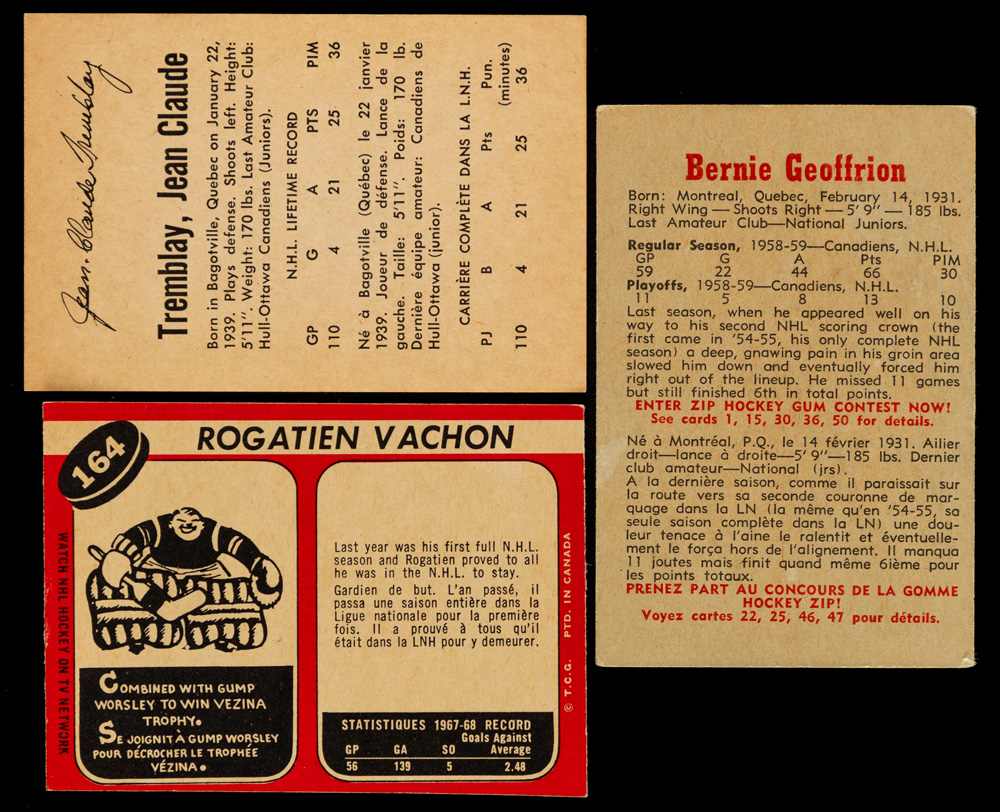 Jean. Claude Tremblay
Tremblay, Jean Claude
Born in Bagotville, Quebec on January 22,
1939. Plays defense. Shoots left. Height:
5'11". Weight: 170 lbs. Last Amateur Club:
Hull-Ottawa Canadiens (Juniors).
N.H.L. LIFETIME RECORD
GP G A PTS PIM
110 4 21 25 36
Né à Bagotville (Québec) le 22 janvier
1939. Joueur de défense. Lance de la
gauche. Taille: 5'11". Poids: 170 lb.
Dernière équipe amateur: Canadiens de
Hull-Ottawa (junior).
CARRIÈRE COMPLÈTE DANS LA L.N.H.
PJ B A Pts Pun.
(minutes)
110 4 21 25 36
Bernie Geoffrion
Born: Montreal, Quebec, February 14, 1931.
Right Wing — Shoots Right — 5' 9" — 185 lbs.
Last Amateur Club—National Juniors.
Regular Season, 1958-59—Canadiens, N.H.L.
GP G A Pts PIM
59 22 44 66 30
Playoffs, 1958-59—Canadiens, N.H.L.
11 5 8 13 10
Last season, when he appeared well on his
way to his second NHL scoring crown (the
first came in '54-55, his only complete NHL
season) a deep, gnawing pain in his groin area
slowed him down and eventually forced him
right out of the lineup. He missed 11 games
but still finished 6th in total points.
ENTER ZIP HOCKEY GUM CONTEST NOW!
See cards 1, 15, 30, 36, 50 for details.
Né à Montréal, P.Q., le 14 février 1931. Ailier
droit—lance à droite—5' 9"—185 lbs. Dernier
club amateur—National (jrs).
A la dernière saison, comme il paraissait sur
la route vers sa seconde couronne de mar-
quage dans la LN (la même qu'en '54-55, sa
seule saison complète dans la LN) une dou-
leur tenace à l'aine le ralentit et éventuelle-
ment le força hors de l'alignement. Il manqua
11 joutes mais finit quand même 6ième pour
les points totaux.
PRENEZ PART AU CONCOURS DE LA GOMME
HOCKEY ZIP!
Voyez cartes 22, 25, 46, 47 pour détails.
164
ROGATIEN VACHON
WATCH NHL HOCKEY ON TV NETWORK
COMBINED WITH GUMP
WORSLEY TO WIN VEZINA
TROPHY.
SE JOIGNIT À GUMP WORSLEY
POUR DÉCROCHER LE TROPHÉE
VÉZINA.
Last year was his first full N.H.L.
season and Rogatien proved to all
he was in the N.H.L. to stay.
Gardien de but. L'an passé, il
passa une saison entière dans la
Ligue nationale pour la première
fois. Il a prouvé à tous qu'il
était dans la LNH pour y demeurer.
STATISTIQUES 1967-68 RECORD
Goals Against
GP GA SO Average
56 139 5 2.48
© T.C.G. PTD. IN CANADA